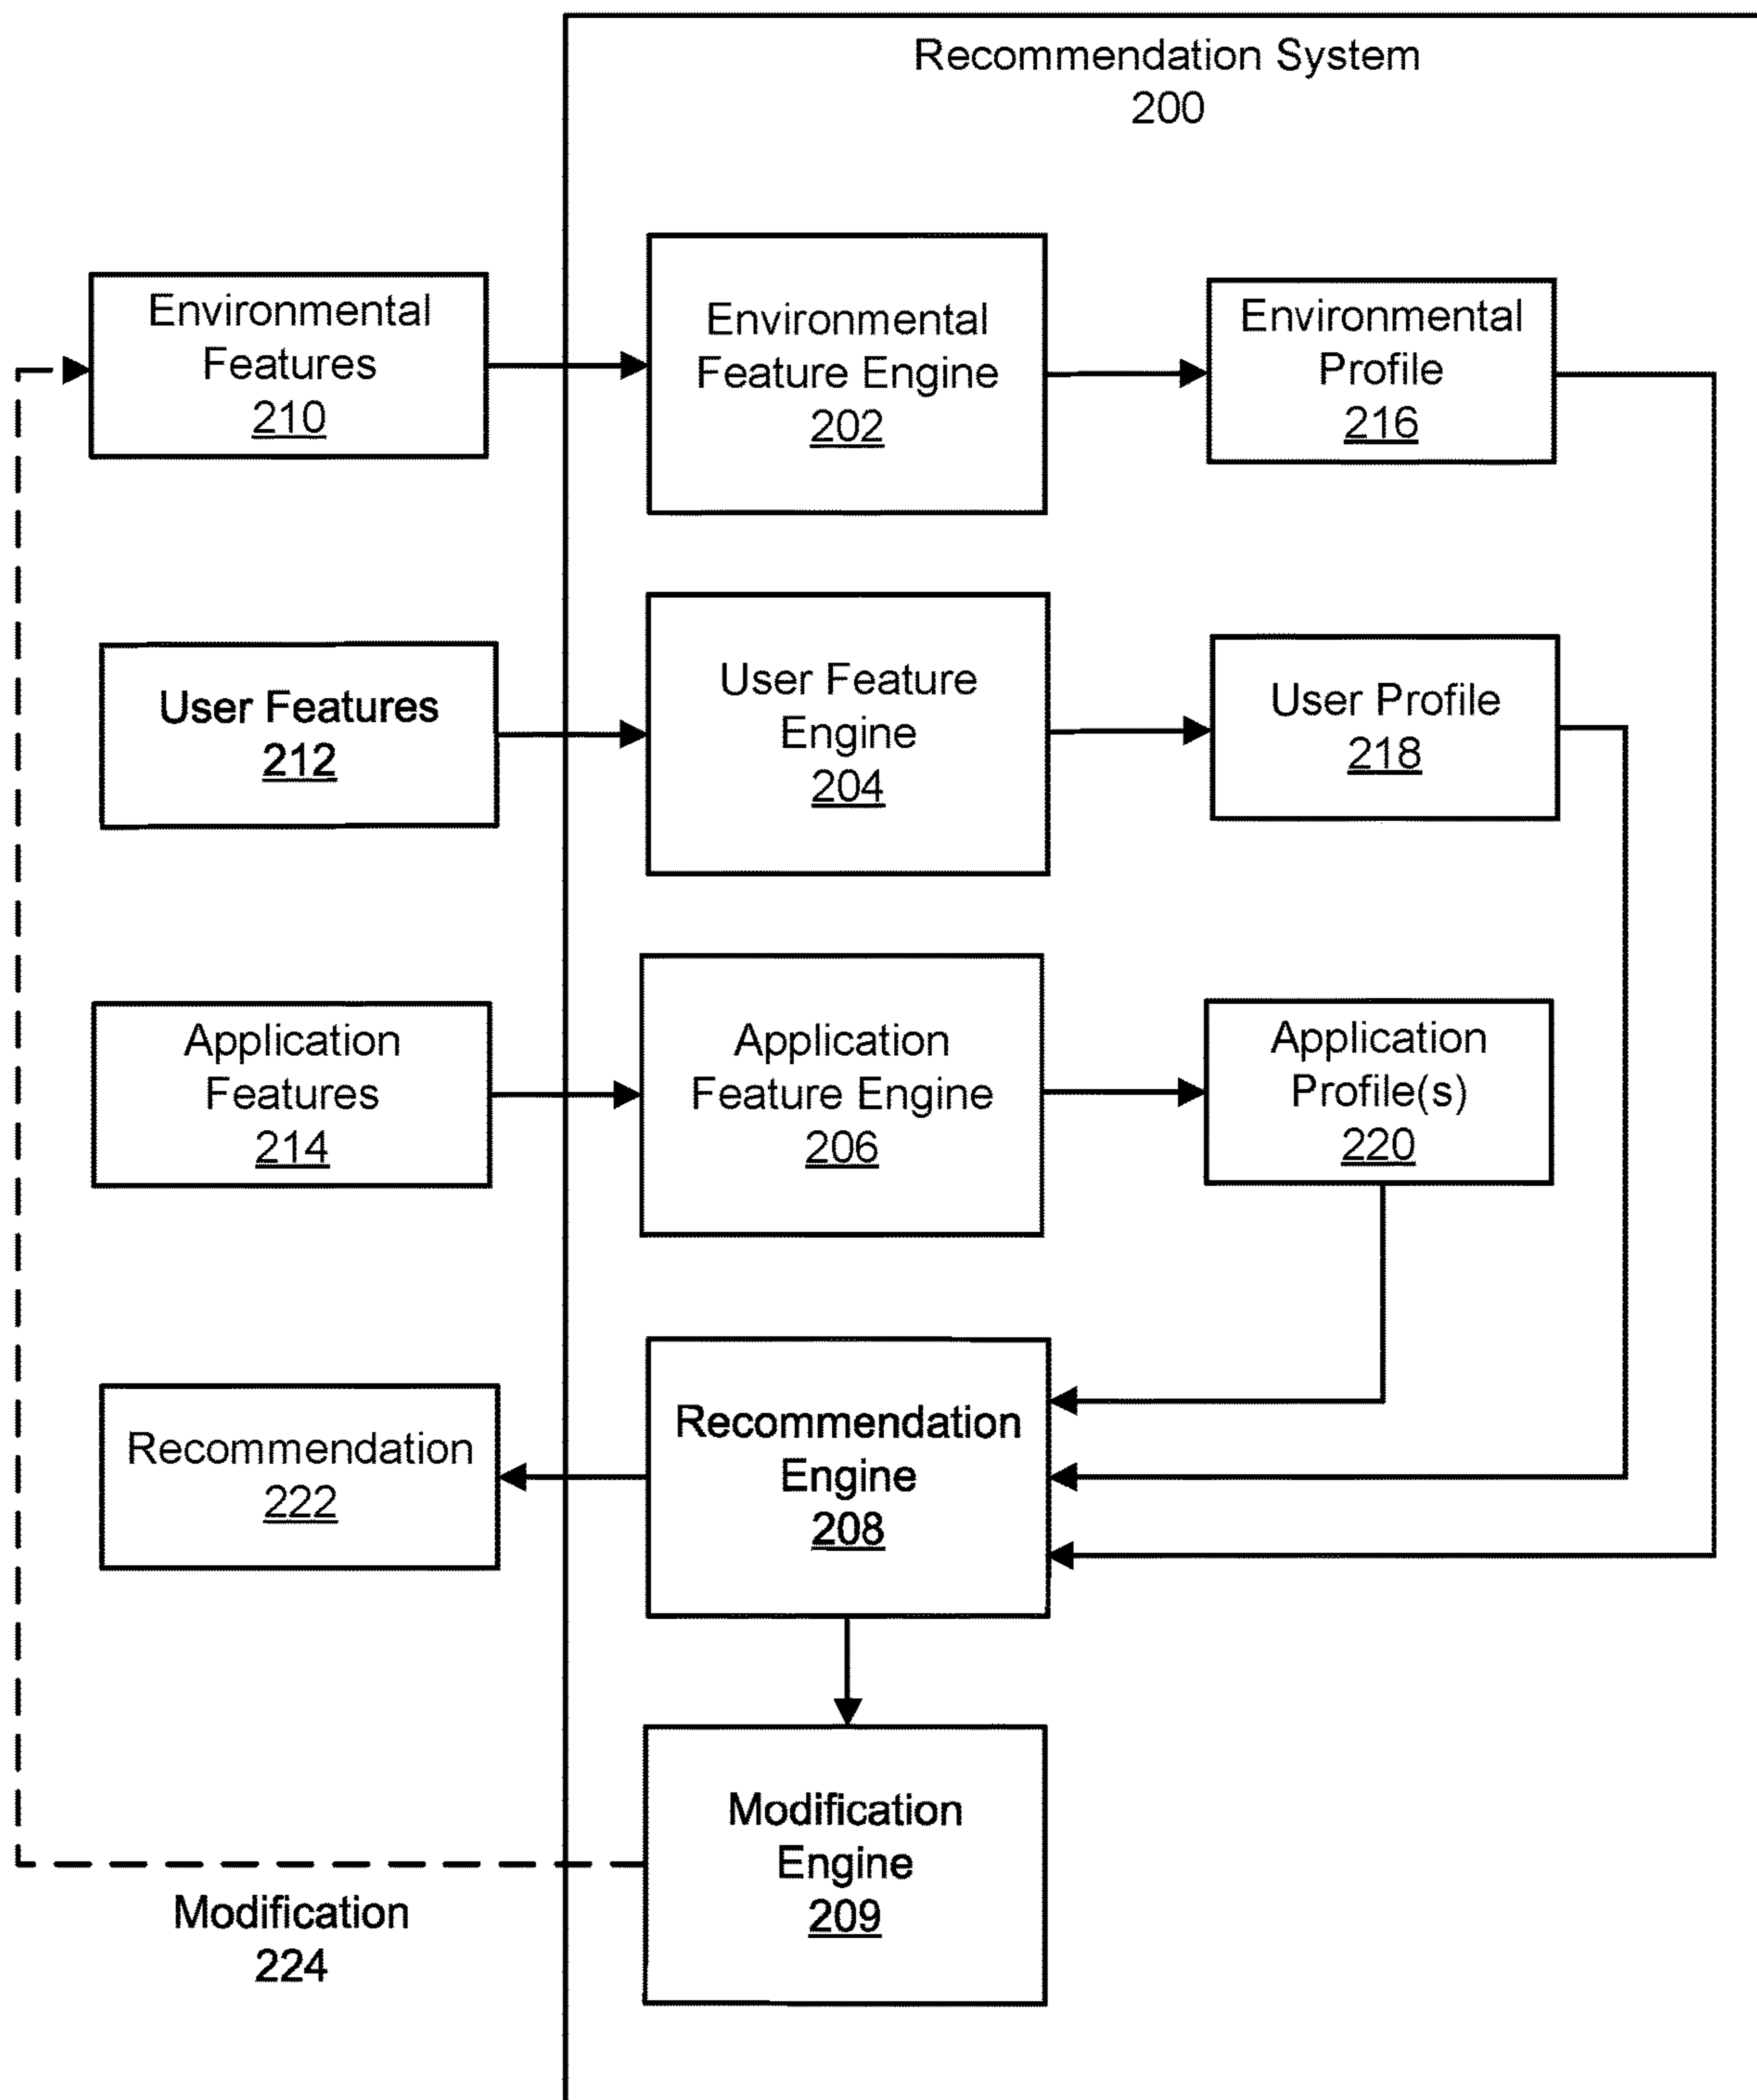 Recommendation System
200
Environmental
Features
210
Environmental
Feature Engine
202
Environmental
Profile
216
User Features
212
User Feature
Engine
204
User Profile
218
Application
Features
214
Application
Feature Engine
206
Application
Profile(s)
220
Recommendation
222
Recommendation
Engine
208
Modification
Engine
209
Modification
224